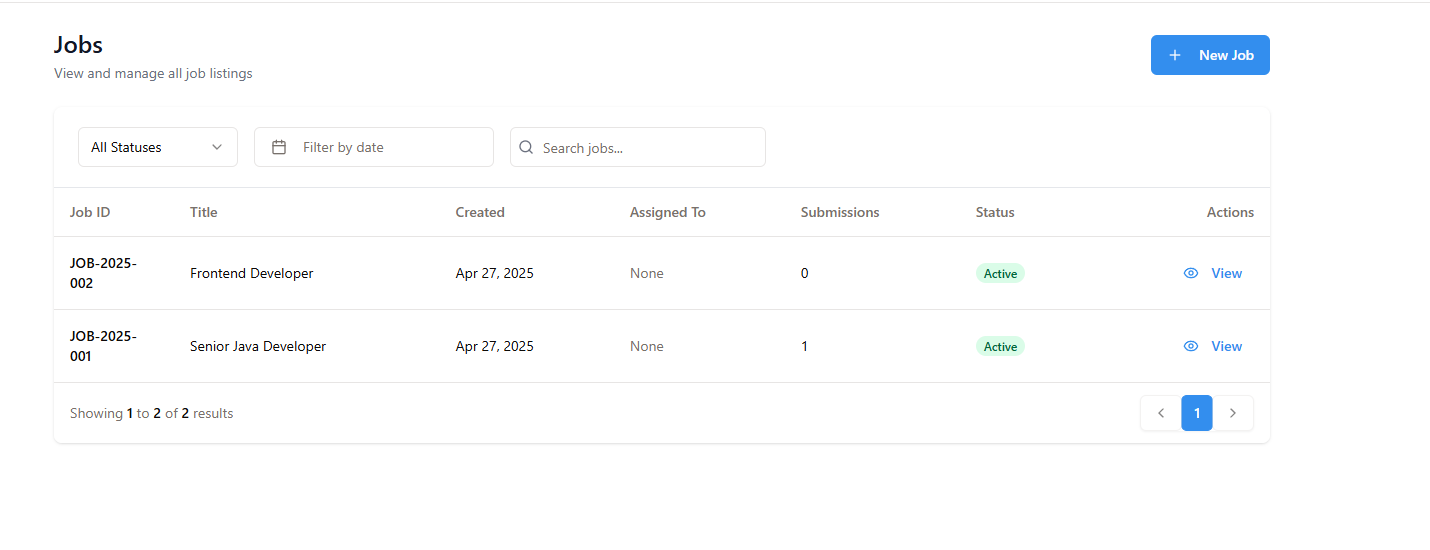 Jobs
View and manage all job listings
New Job
All Statuses
Filter by date
Search jobs...
Job ID Title Created Assigned To Submissions Status Actions
JOB-2025-
002
Frontend Developer Apr 27, 2025 None 0 Active View
JOB-2025-
001
Senior Java Developer Apr 27, 2025 None 1 Active View
Showing 1 to 2 of 2 results
1